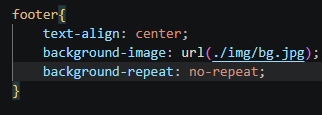 footer{
text-align: center;
background-image: url(./img/bg.jpg);
background-repeat: no-repeat;
}